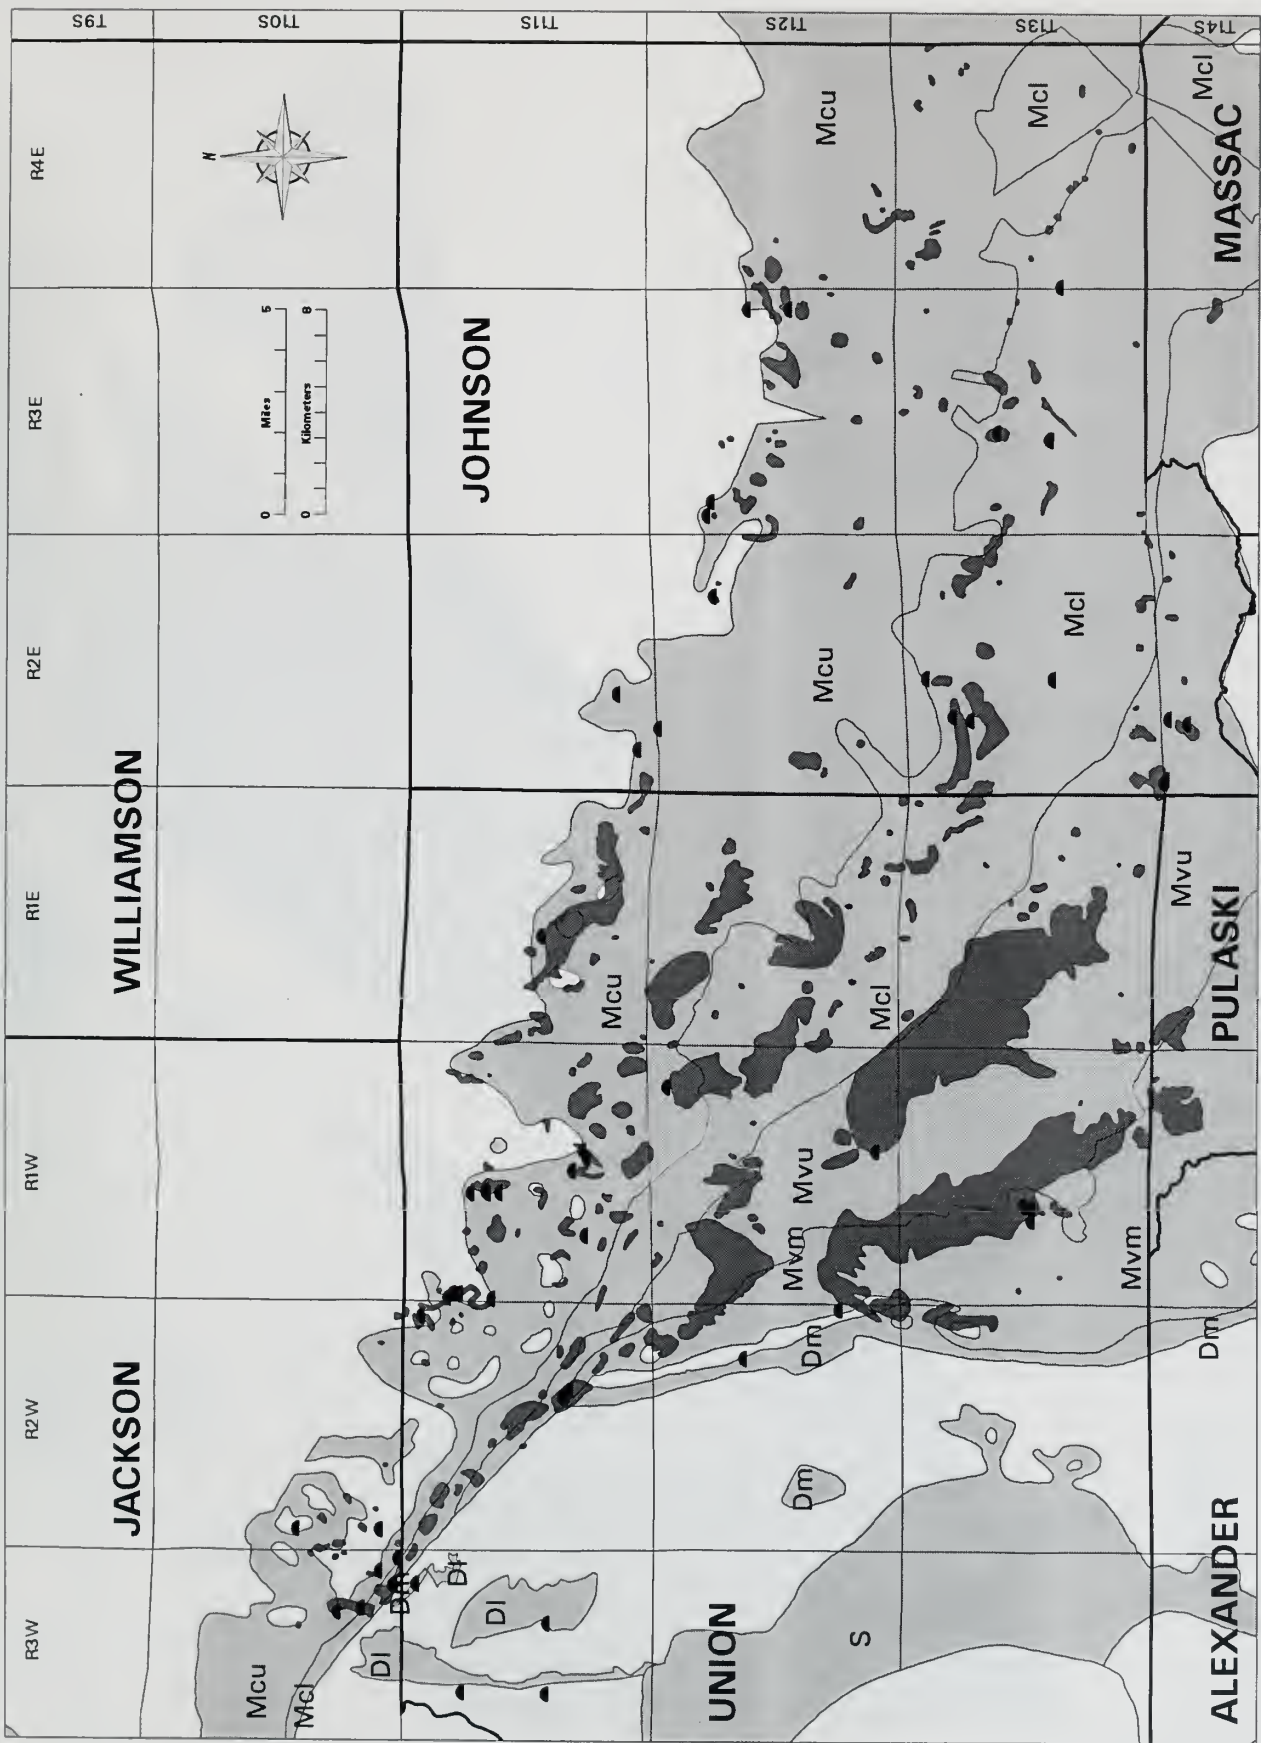 R3W
R2W
R1W
R1E
R2E
R3E
R4E
T9S
JACKSON
WILLIAMSON
N
T10S
0
5
Miles
0
8
Kilometers
Mcu
Mcl
Dl
Dm
Dl
Dl
JOHNSON
T11S
Mcu
UNION
Dm
Dm
Mvm
Mvu
Mcu
Mcu
T12S
S
Mcl
Mcl
Mcl
T13S
Dm
Mvm
Mvu
Mcl
T14S
ALEXANDER
PULASKI
MASSAC